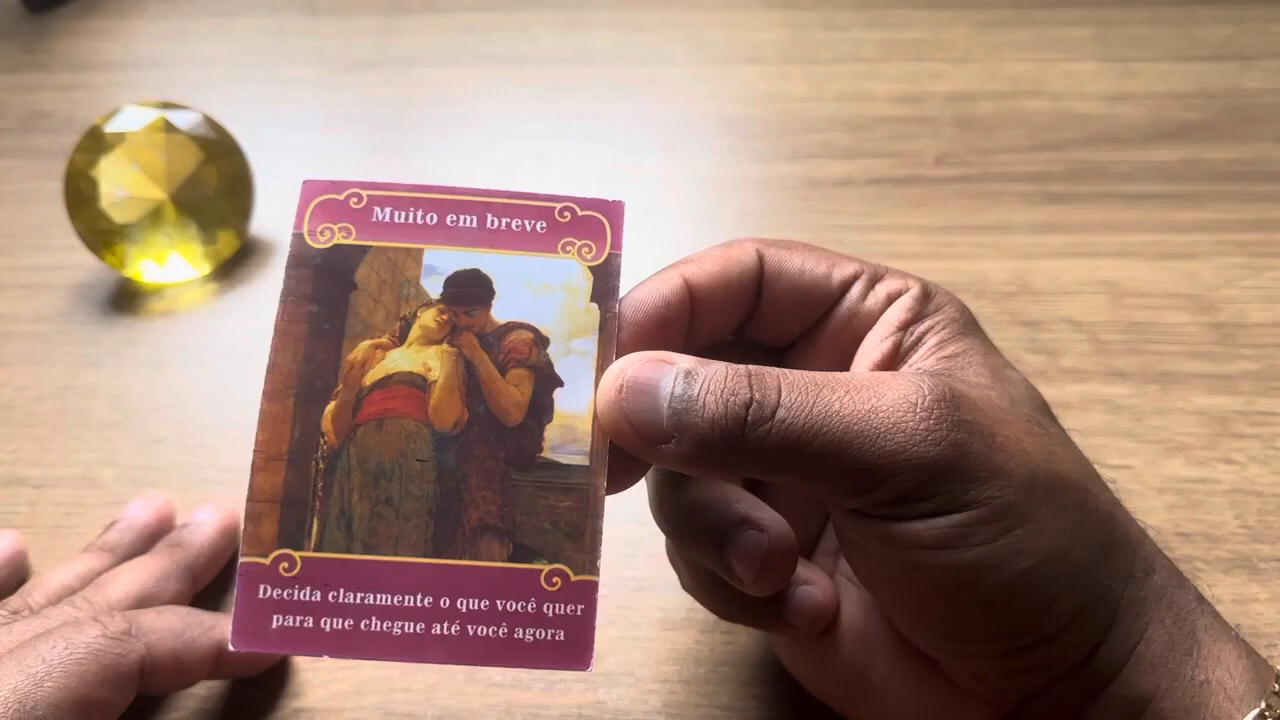 Muito em breve
Decida claramente o que você quer
para que chegue até você agora